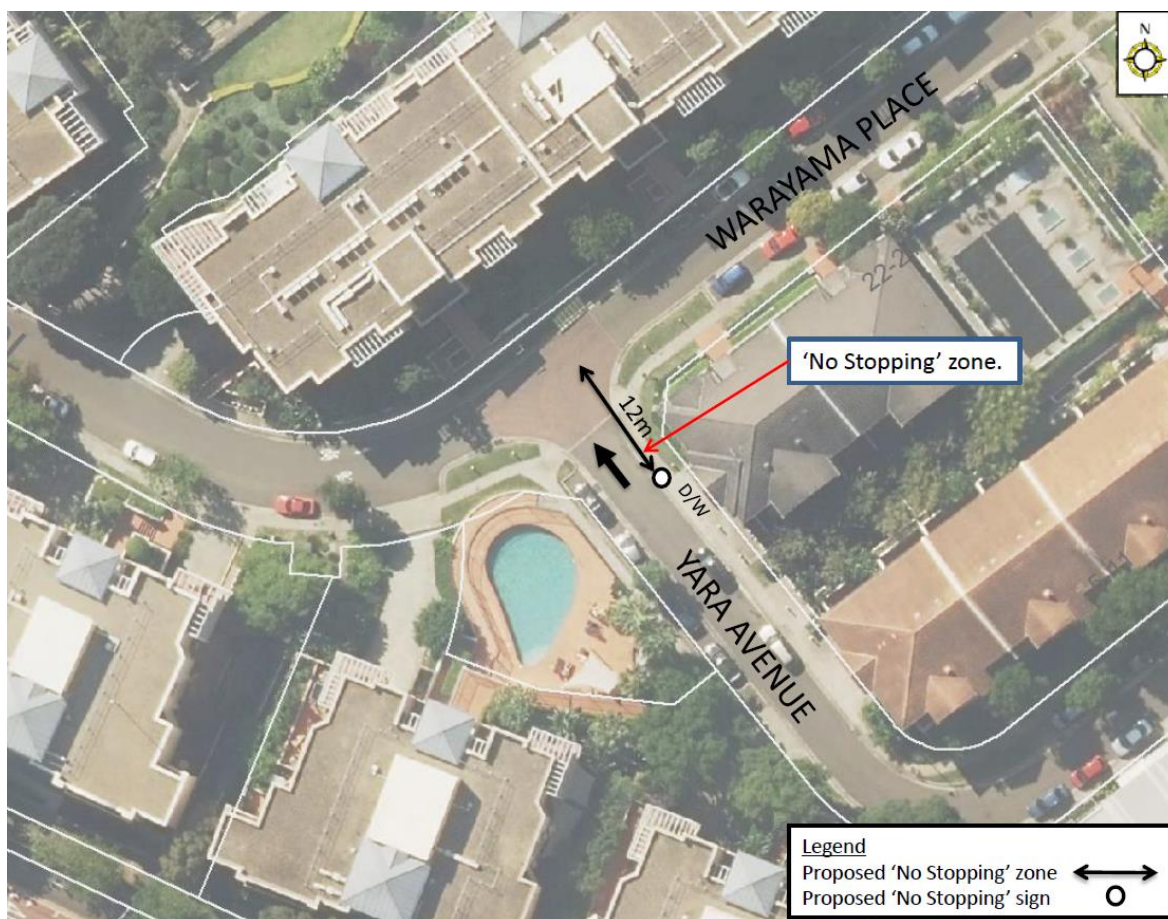 N
WARAYAMA PLACE
22-2
'No Stopping' zone.
12m
D/W
YARA AVENUE
Legend
Proposed 'No Stopping' zone
Proposed 'No Stopping' sign